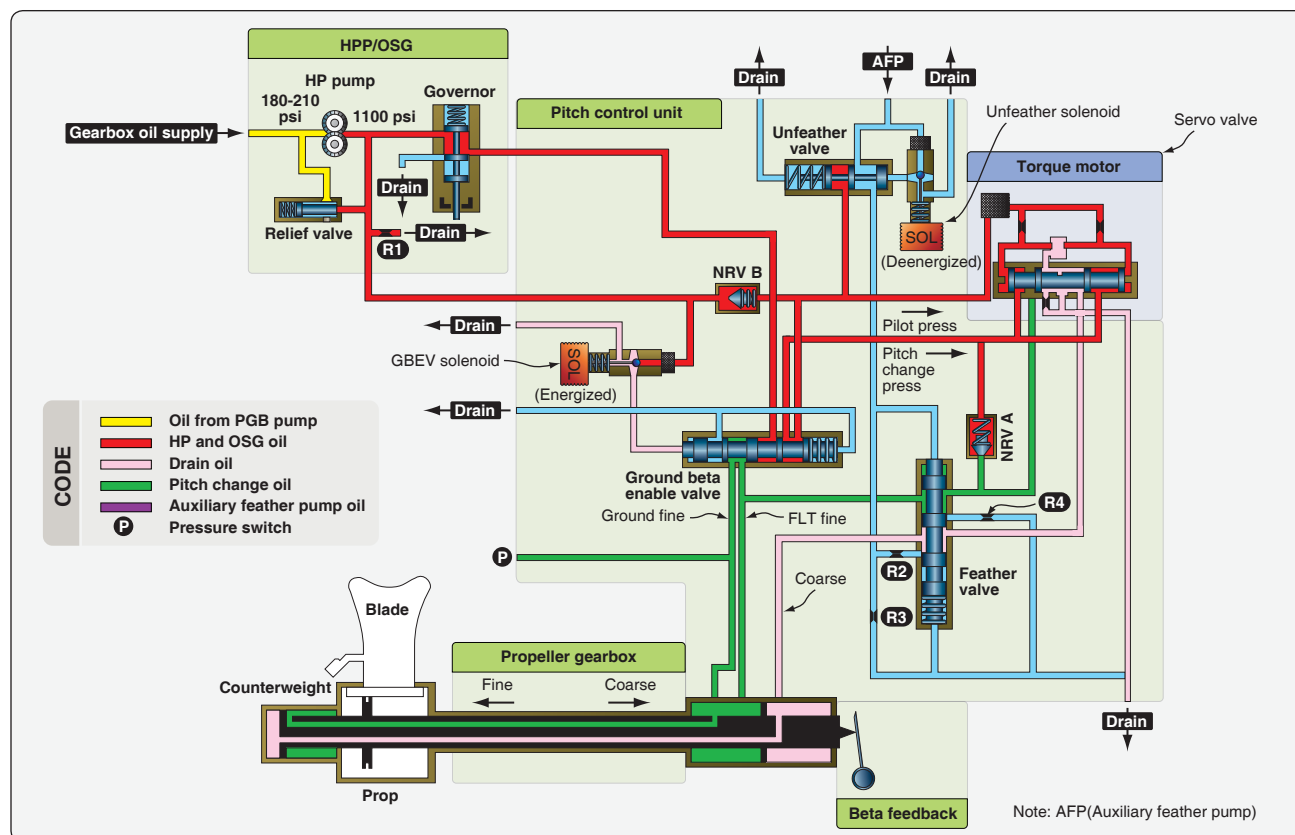 HPP/OSG
HP pump
180-210
psi
1100 psi
Governor
Gearbox oil supply
Drain
Relief valve
R1
Drain
Pitch control unit
Drain
AFP
Drain
Unfeather
valve
Unfeather solenoid
Servo valve
Torque motor
SOL
(Deenergized)
NRV B
Drain
Pilot press
Pitch
change
press
GBEV solenoid
SOL
(Energized)
Drain
NRV A
CODE
Oil from PGB pump
HP and OSG oil
Drain oil
Pitch change oil
Auxiliary feather pump oil
P
Pressure switch
Ground beta
enable valve
Ground fine
FLT fine
R4
P
R2
Feather
valve
Coarse
R3
Blade
Propeller gearbox
Counterweight
Fine
Coarse
Drain
Prop
Beta feedback
Note: AFP(Auxiliary feather pump)